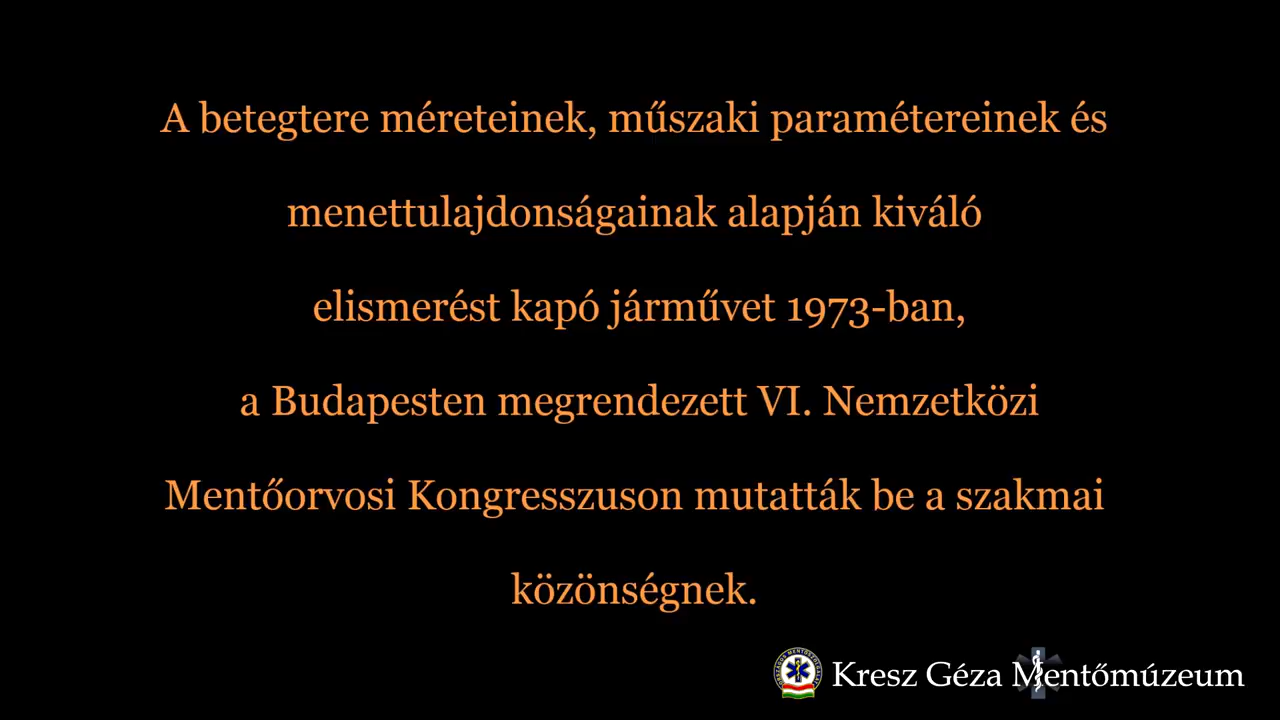 A betegtere méreteinek, műszaki paramétereinek és
menettulajdonságainak alapján kiváló
elismerést kapó járművet 1973-ban,
a Budapesten megrendezett VI. Nemzetközi
Mentőorvosi Kongresszuson mutatták be a szakmai
közönségnek.
Kresz Géza Mentőmúzeum